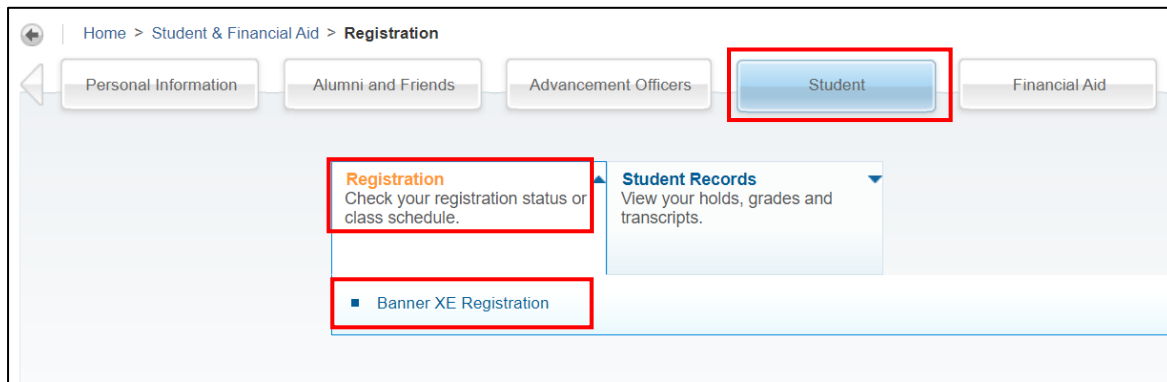 Home > Student & Financial Aid > Registration
Personal Information
Alumni and Friends
Advancement Officers
Student
Financial Aid
Registration
Check your registration status or
class schedule.
Student Records
View your holds, grades and
transcripts.
Banner XE Registration